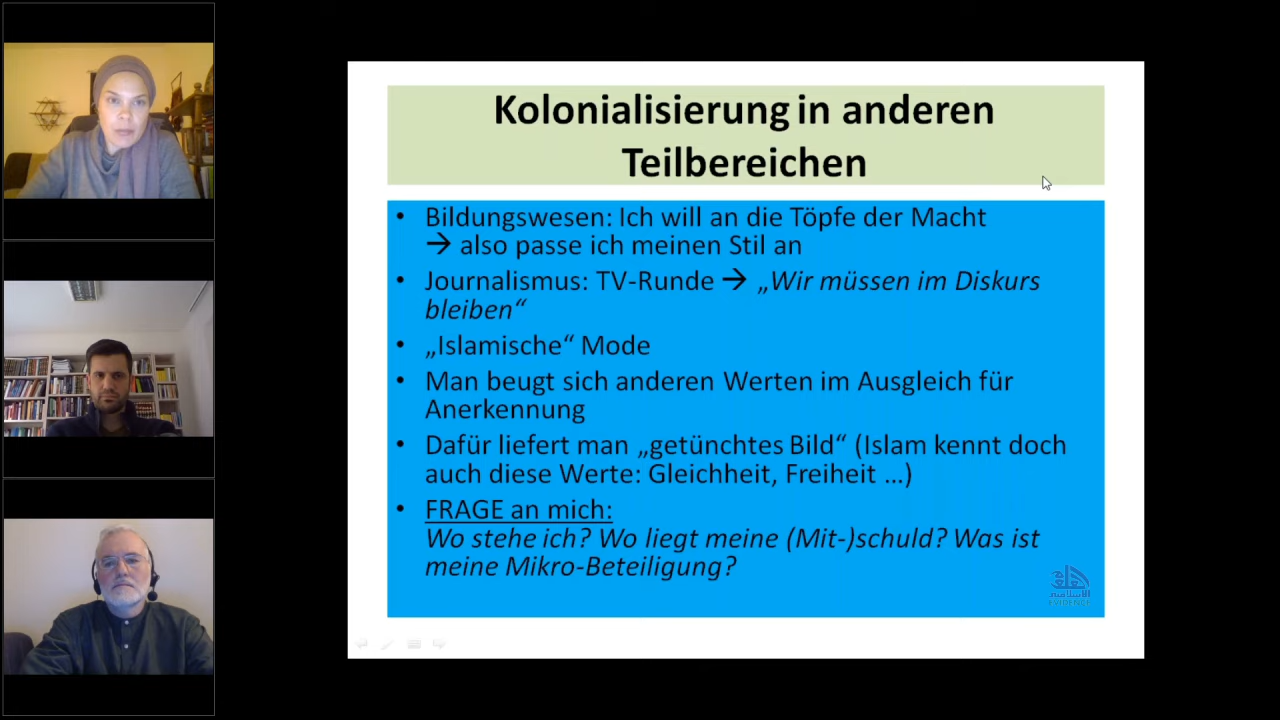 Kolonialisierung in anderen
Teilbereichen
• Bildungswesen: Ich will an die Töpfe der Macht
→ also passe ich meinen Stil an
• Journalismus: TV-Runde → „Wir müssen im Diskurs
bleiben“
• „Islamische“ Mode
• Man beugt sich anderen Werten im Ausgleich für
Anerkennung
• Dafür liefert man „getünchtes Bild“ (Islam kennt doch
auch diese Werte: Gleichheit, Freiheit …)
• FRAGE an mich:
Wo stehe ich? Wo liegt meine (Mit-)schuld? Was ist
meine Mikro-Beteiligung?
EVIDENCE